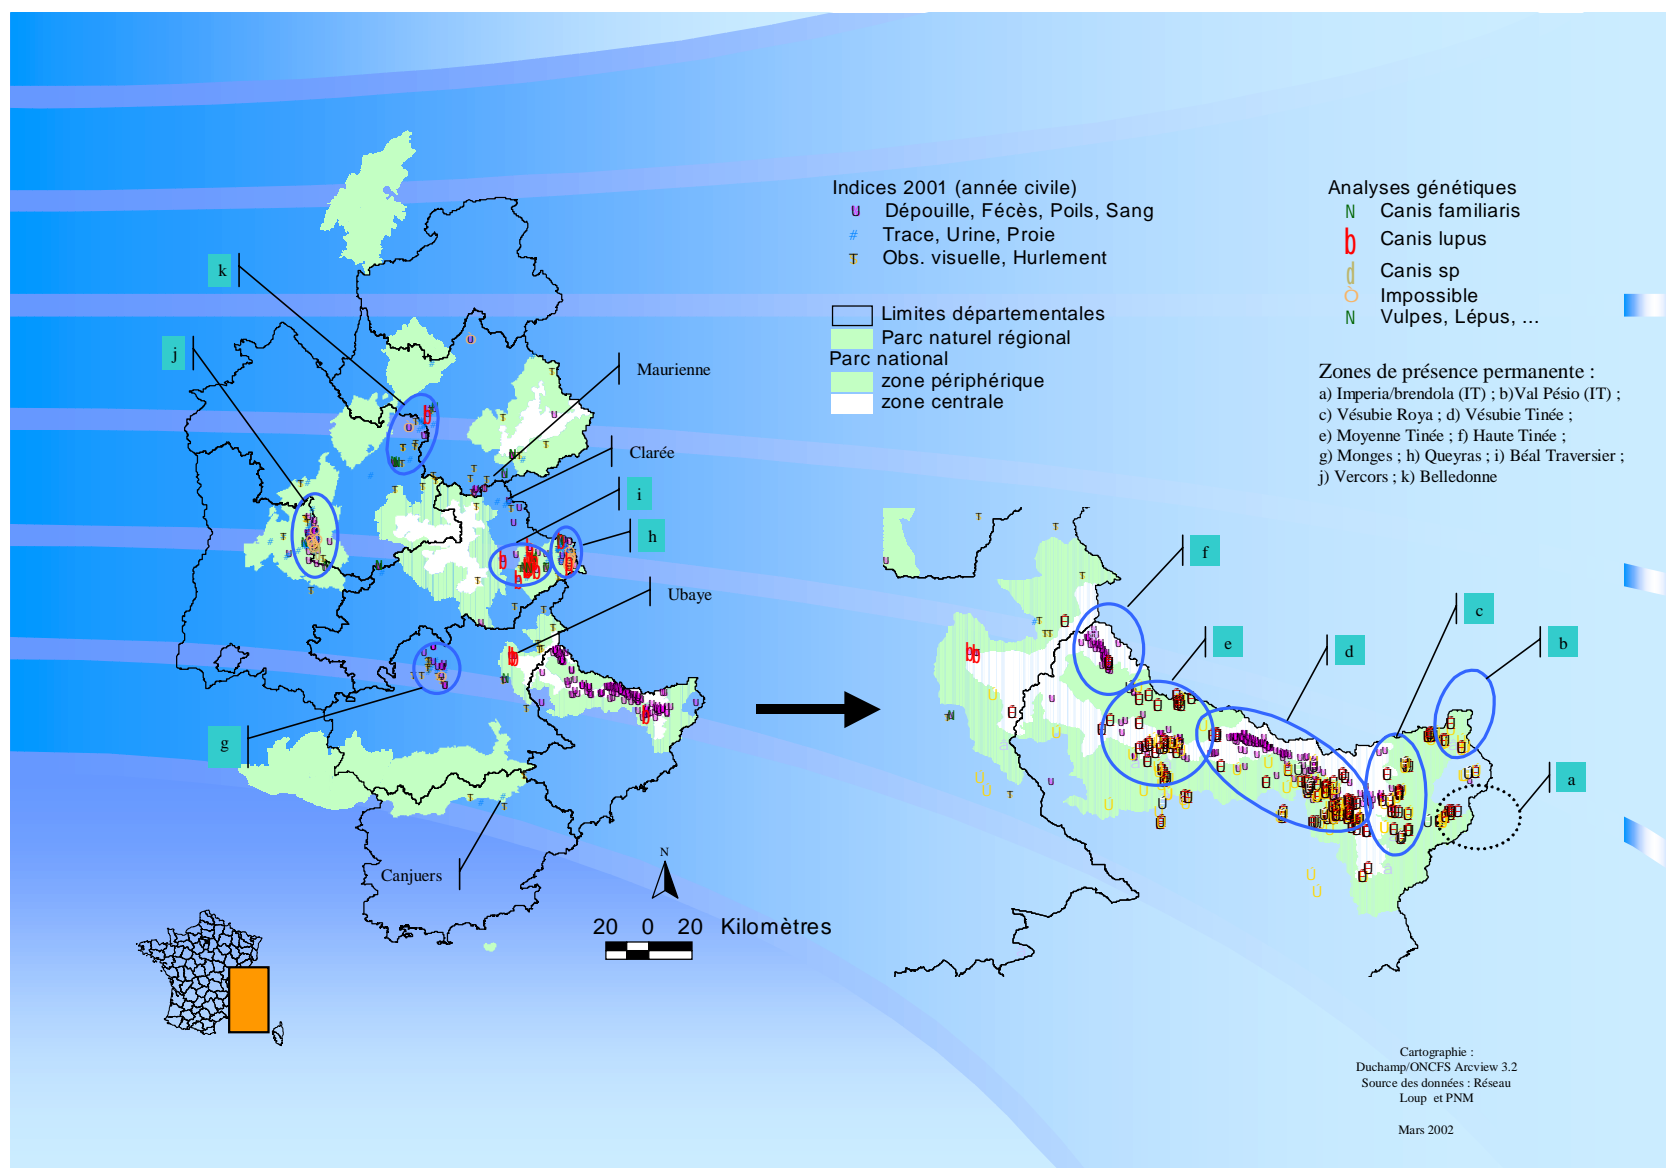 Indices 2001 (année civile)
Dépouille, Fécès, Poils, Sang
Trace, Urine, Proie
Obs. visuelle, Hurlement
Limites départementales
Parc naturel régional
Parc national
zone périphérique
zone centrale
Analyses génétiques
N Canis familiaris
b Canis lupus
d Canis sp
Impossible
N Vulpes, Lépus, ...
Zones de présence permanente :
a) Imperia/brendola (IT) ; b)Val Pésio (IT) ;
c) Vésubie Roya ; d) Vésubie Tinée ;
e) Moyenne Tinée ; f) Haute Tinée ;
g) Monges ; h) Queyras ; i) Béal Traversier ;
j) Vercors ; k) Belledonne
k
j
Maurienne
Clarée
i
h
Ubaye
g
Canjuers
f
e
d
c
b
a
N
20 0 20 Kilomètres
Cartographie :
Duchamp/ONCFS Arcview 3.2
Source des données : Réseau
Loup et PNM
Mars 2002